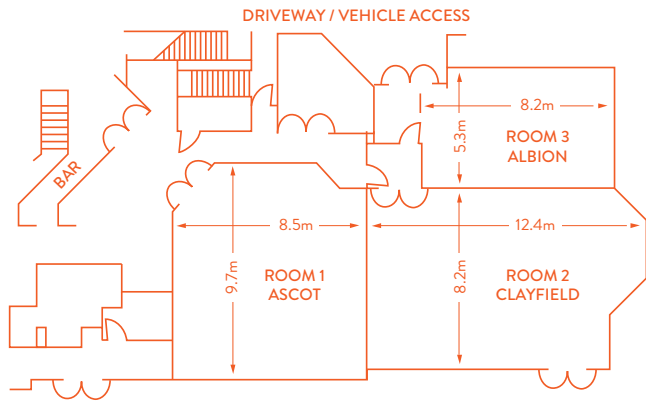 DRIVEWAY / VEHICLE ACCESS
8.2m
5.3m
ROOM 3
ALBION
BAR
8.5m
12.4m
9.7m
ROOM 1
ASCOT
8.2m
ROOM 2
CLAYFIELD